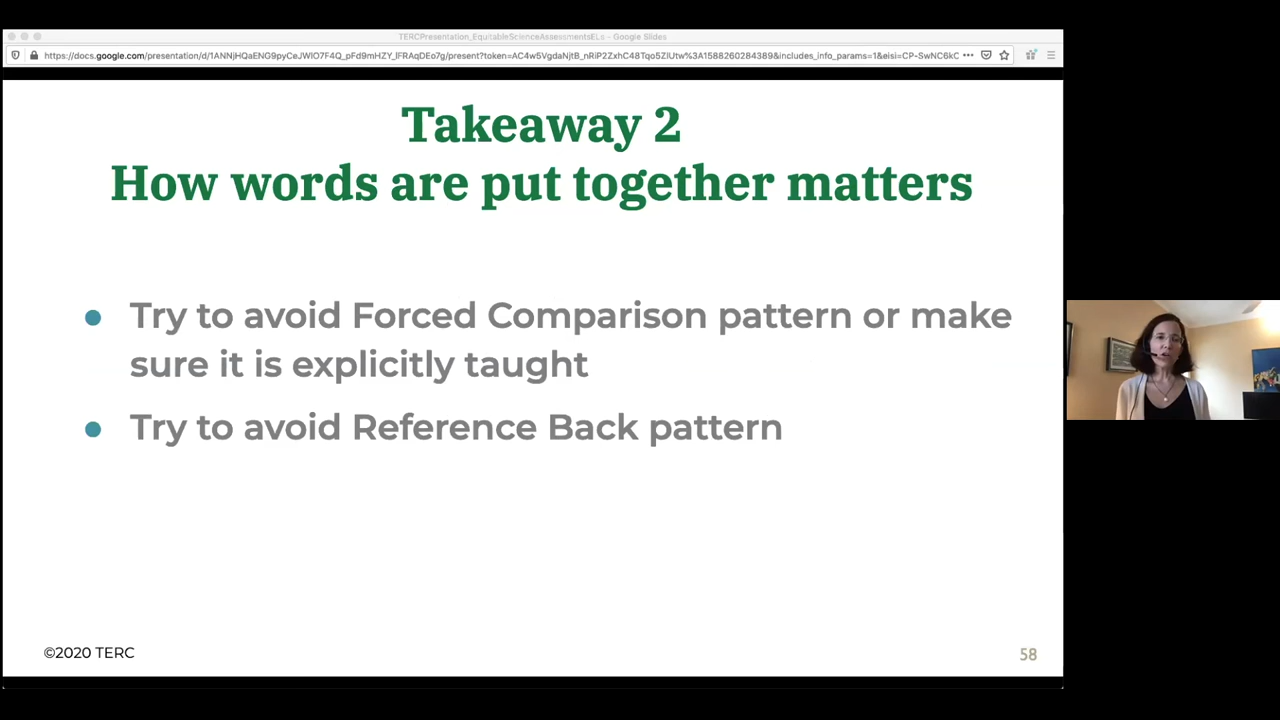 TERCPresentation_EquitableScienceAssessmentsELs - Google Slides
https://docs.google.com/presentation/d/1ANNjHQaENG9pyCeJWlO7F4Q_pFd9mHZY_lFRAqDEo7g/present?token=AC4w5VgdaNjtB_nRiP2ZxhC48Tqo5ZlUtw%3A1588260284389&includes_info_params=1&eisi=CP-SwNC6kC
Takeaway 2
How words are put together matters
● Try to avoid Forced Comparison pattern or make
sure it is explicitly taught
● Try to avoid Reference Back pattern
©2020 TERC
58